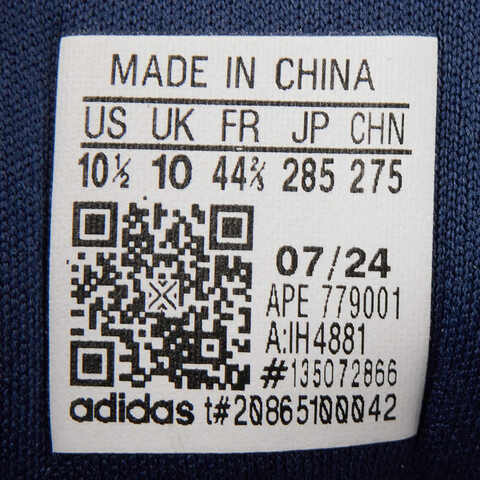 MADE IN CHINA
US UK FR JP CHN
10½ 10 44⅔ 285 275
07/24
APE 779001
A:IH4881
#135072866
adidas t#20865100042